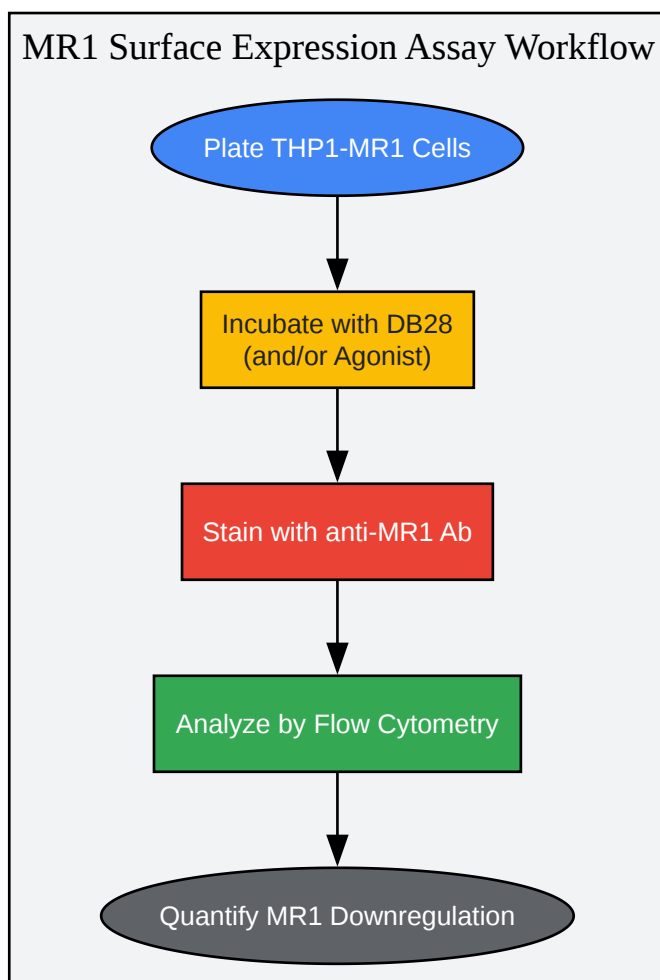 MR1 Surface Expression Assay Workflow
Plate THP1-MR1 Cells
Incubate with DB28
(and/or Agonist)
Stain with anti-MR1 Ab
Analyze by Flow Cytometry
Quantify MR1 Downregulation